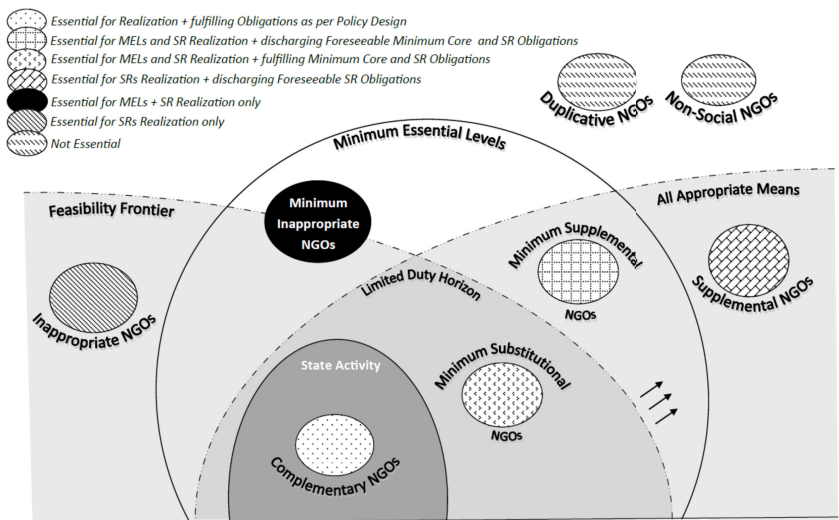 Essential for Realization + fulfilling Obligations as per Policy Design
Essential for MELs and SR Realization + discharging Foreseeable Minimum Core and SR Obligations
Essential for MELs and SR Realization + fulfilling Minimum Core and SR Obligations
Essential for SRs Realization + discharging Foreseeable SR Obligations
Essential for MELs + SR Realization only
Essential for SRs Realization only
Not Essential
Duplicative NGOs
Non-Social NGOs
Minimum Essential Levels
Feasibility Frontier
Minimum
Inappropriate
NGOs
All Appropriate Means
Minimum Supplemental
NGOs
Supplemental NGOs
Limited Duty Horizon
Inappropriate NGOs
State Activity
Minimum Substitutional
NGOs
Complementary NGOs